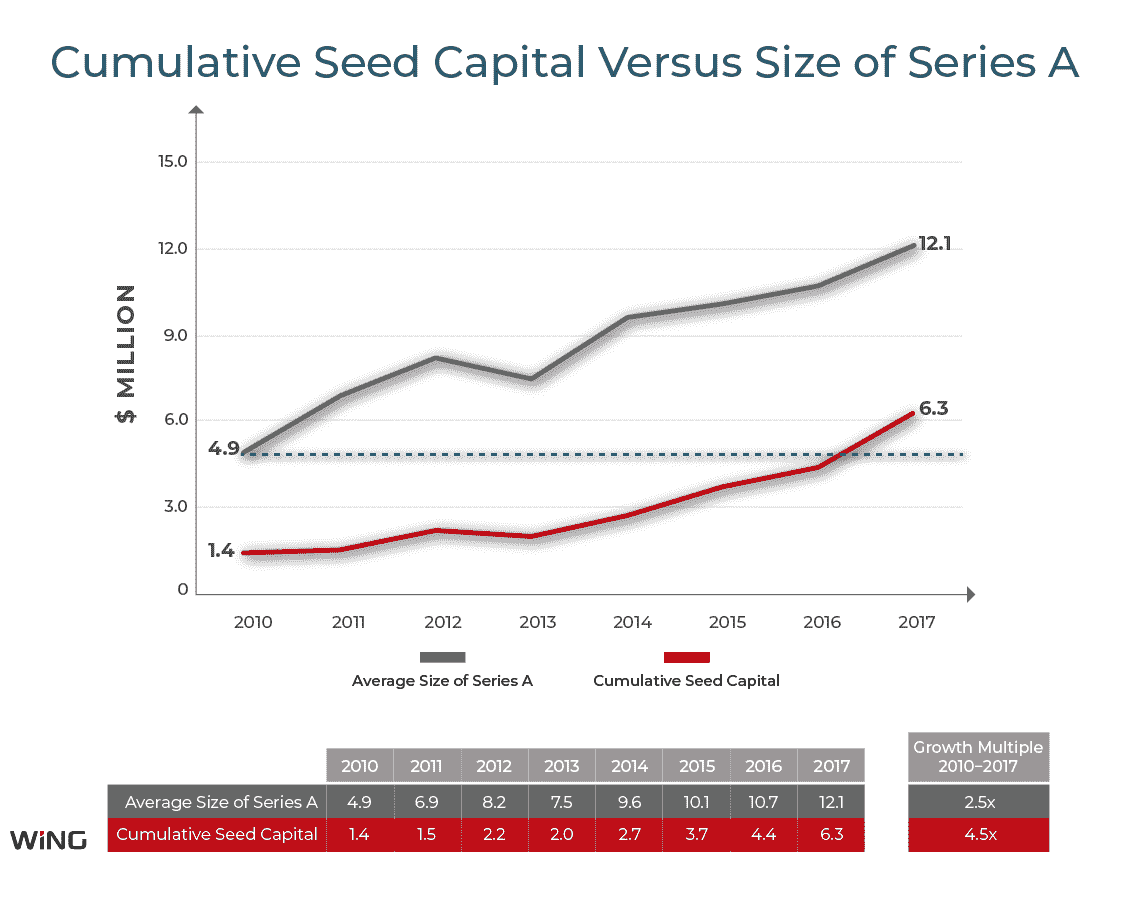 Cumulative Seed Capital Versus Size of Series A
$ MILLION
15.0
12.0
9.0
6.0
3.0
0
4.9
1.4
12.1
6.3
2010 2011 2012 2013 2014 2015 2016 2017
Average Size of Series A Cumulative Seed Capital
2010 2011 2012 2013 2014 2015 2016 2017
Growth Multiple
2010–2017
Average Size of Series A 4.9 6.9 8.2 7.5 9.6 10.1 10.7 12.1 2.5x
Cumulative Seed Capital 1.4 1.5 2.2 2.0 2.7 3.7 4.4 6.3 4.5x
WiNG